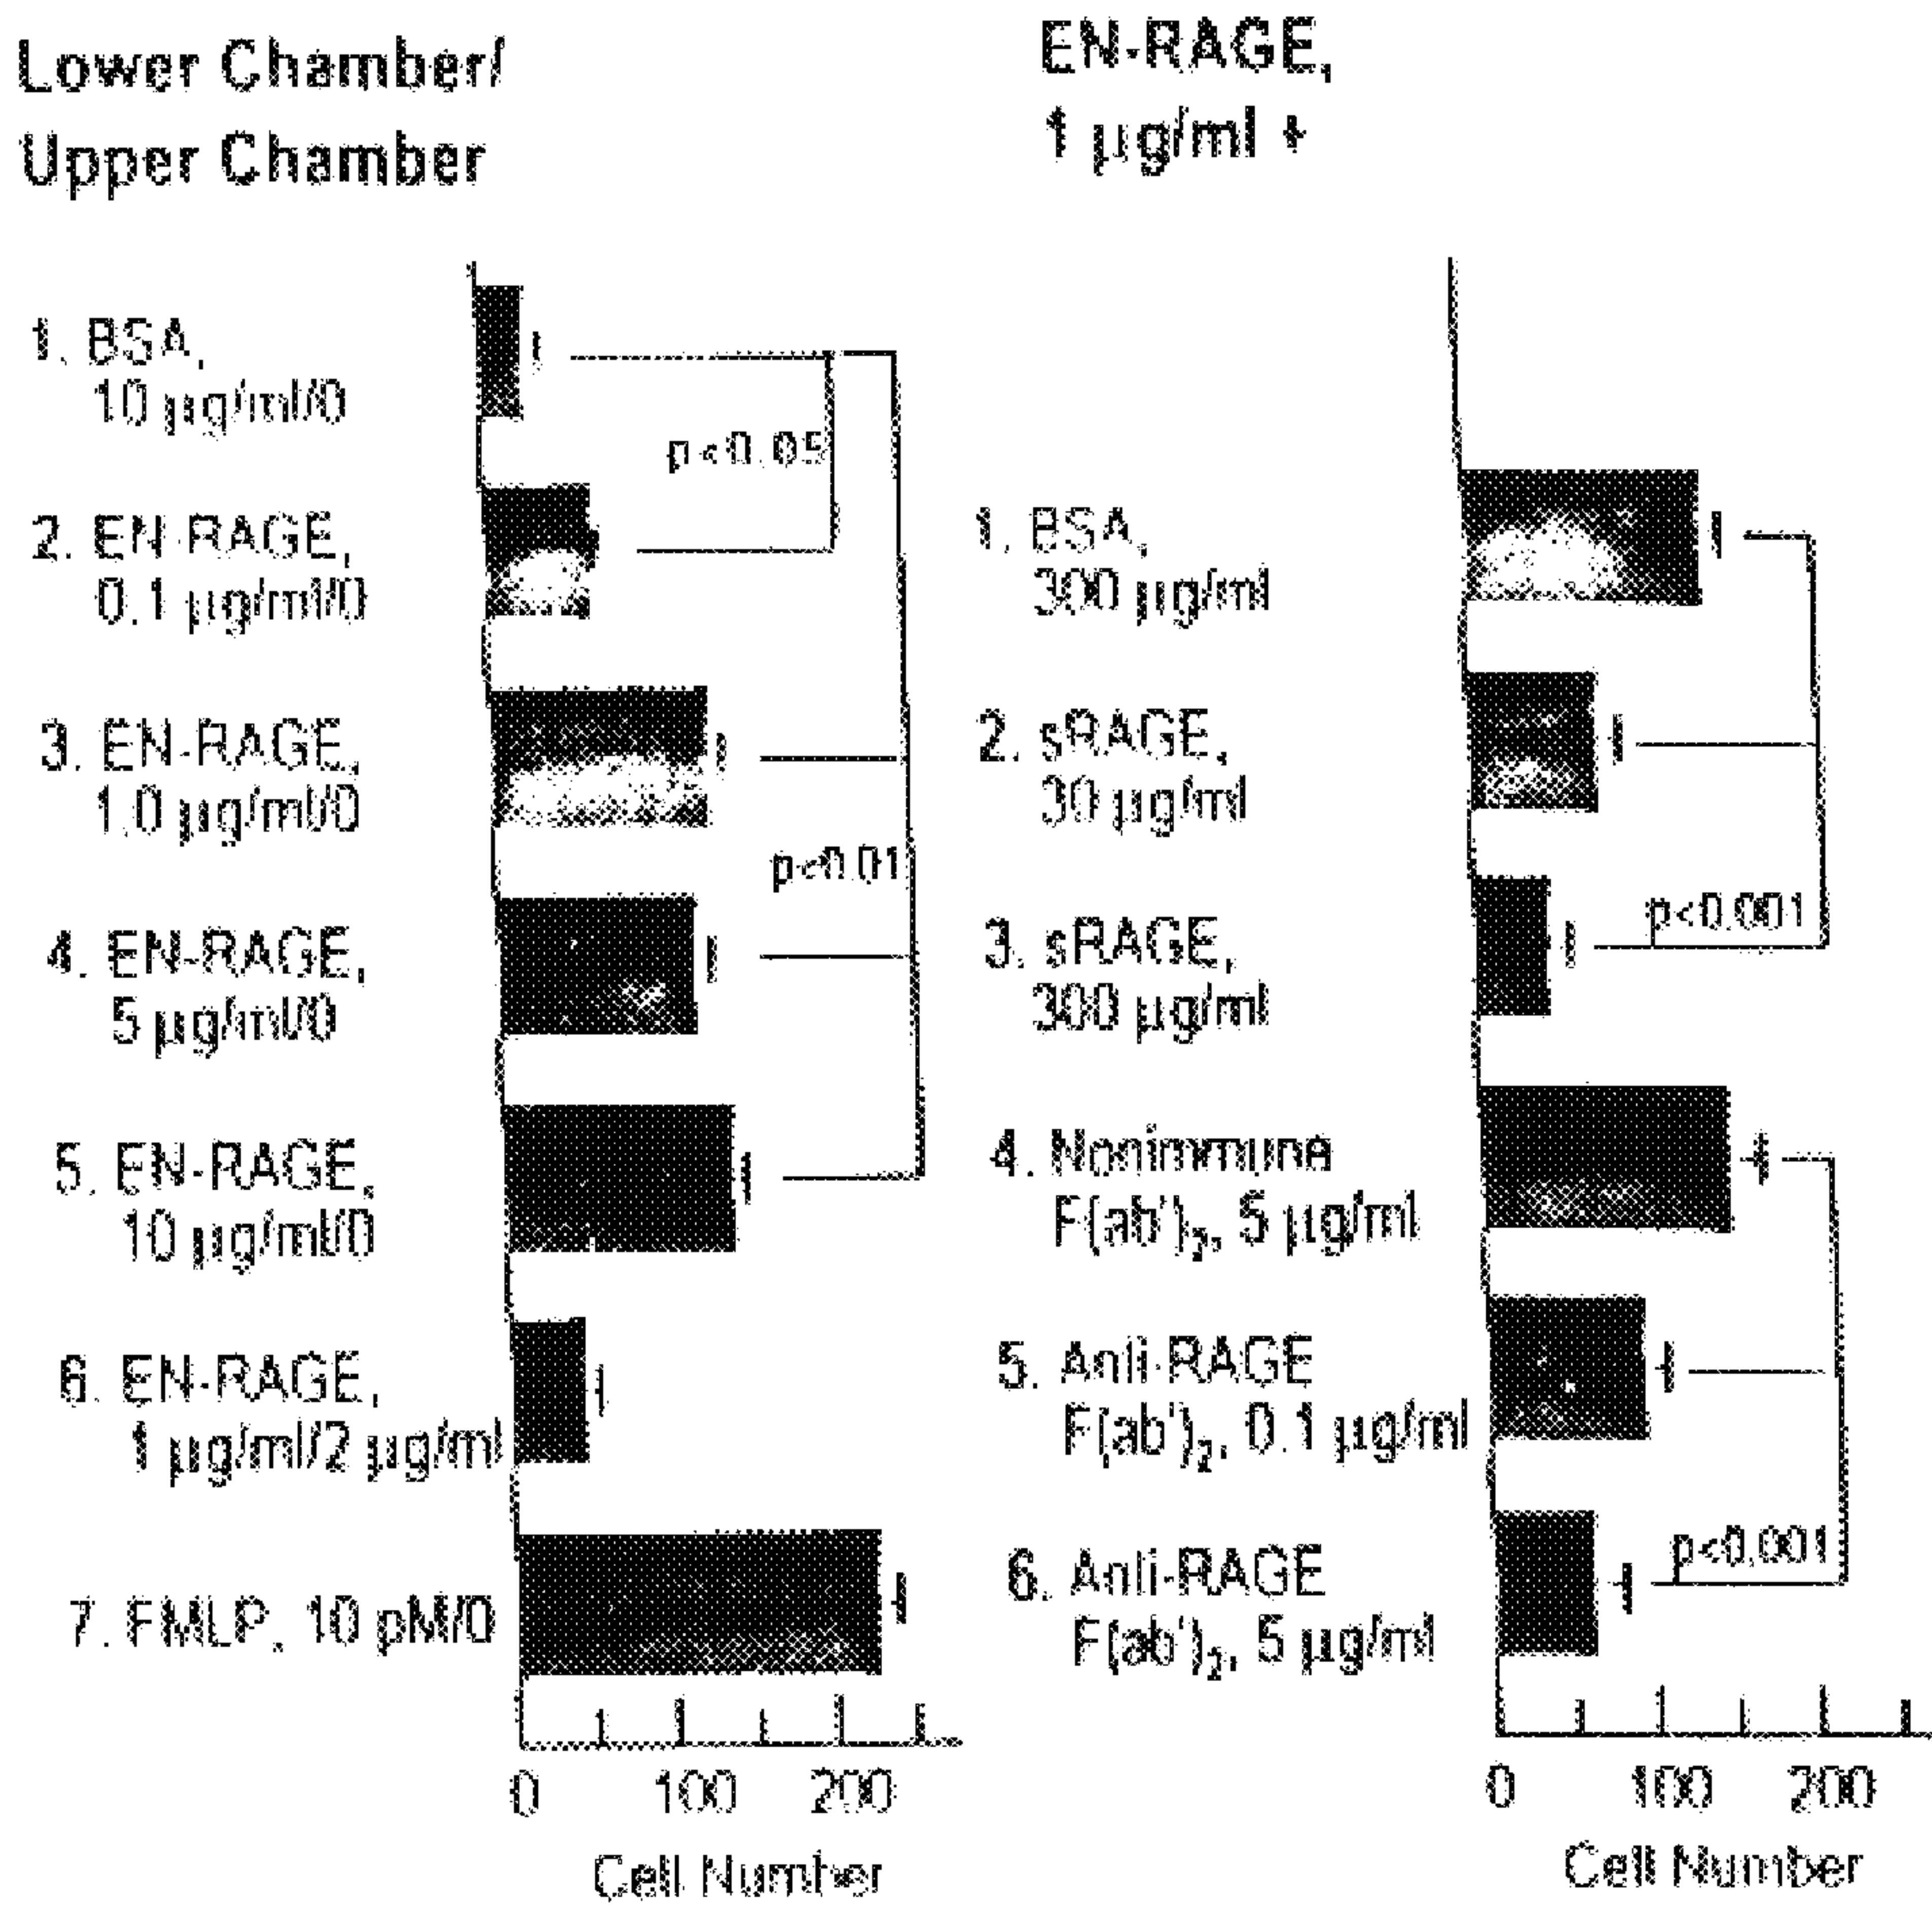 Lower Chamber/
Upper Chamber
1. BSA,
10 µg/ml/0
2. EN-RAGE,
0.1 µg/ml/0
3. EN-RAGE,
1.0 µg/ml/0
4. EN-RAGE,
5 µg/ml/0
5. EN-RAGE,
10 µg/ml/0
6. EN-RAGE,
1 µg/ml/2 µg/ml
7. FMLP, 10 pM/0
p<0.05
p<0.01
0 100 200
Cell Number
EN-RAGE,
1 µg/ml +
1. BSA,
300 µg/ml
2. sRAGE,
30 µg/ml
3. sRAGE,
300 µg/ml
4. Nonimmune
F(ab')₂, 5 µg/ml
5. Anti-RAGE
F(ab')₂, 0.1 µg/ml
6. Anti-RAGE
F(ab')₂, 5 µg/ml
p<0.001
p<0.001
0 100 200
Cell Number